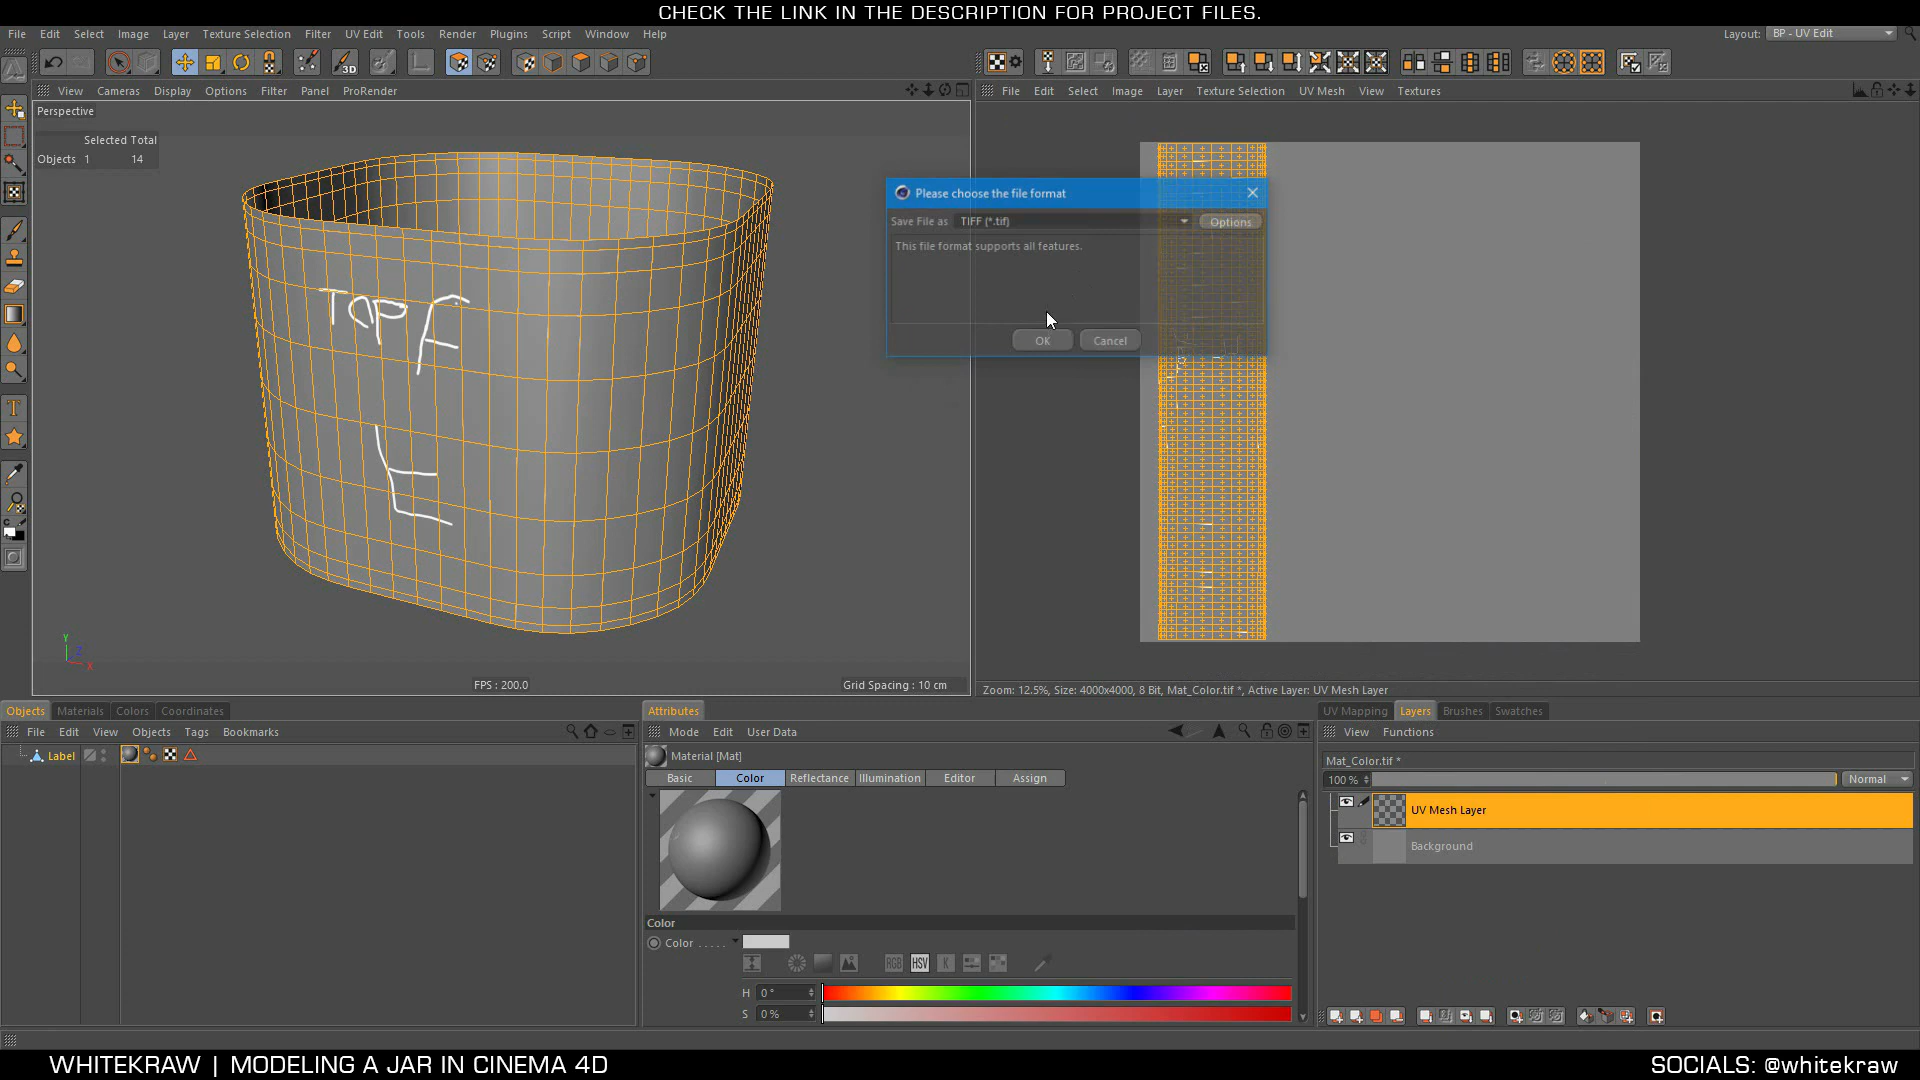 CHECK THE LINK IN THE DESCRIPTION FOR PROJECT FILES.
File Edit Select Image Layer Texture Selection Filter UV Edit Tools Render Plugins Script Window Help
Layout: BP - UV Edit
View Cameras Display Options Filter Panel ProRender
File Edit Select Image Layer Texture Selection UV Mesh View Textures
Perspective
Selected Total
Objects 1 14
Please choose the file format
Save File as TIFF (*.tif) Options
This file format supports all features.
OK Cancel
Y
Z
X
FPS : 200.0
Grid Spacing : 10 cm
Zoom: 12.5%, Size: 4000x4000, 8 Bit, Mat_Color.tif *, Active Layer: UV Mesh Layer
Objects Materials Colors Coordinates
File Edit View Objects Tags Bookmarks
Label
Attributes
Mode Edit User Data
Material [Mat]
Basic Color Reflectance Illumination Editor Assign
Color
Color . . . . .
RGB HSV K
H 0 °
S 0 %
UV Mapping Layers Brushes Swatches
View Functions
Mat_Color.tif *
100 % Normal
UV Mesh Layer
Background
WHITEKRAW | MODELING A JAR IN CINEMA 4D
SOCIALS: @whitekraw